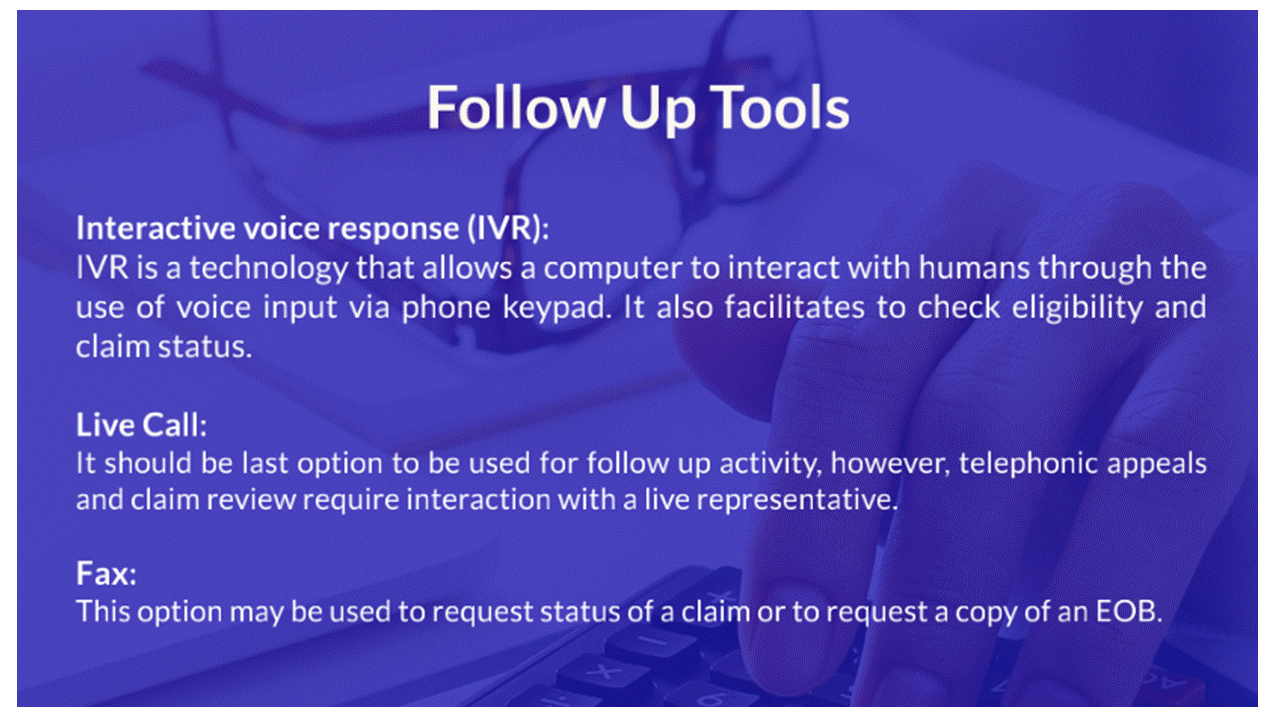 Follow Up Tools
Interactive voice response (IVR):
IVR is a technology that allows a computer to interact with humans through the
use of voice input via phone keypad. It also facilitates to check eligibility and
claim status.
Live Call:
It should be last option to be used for follow up activity, however, telephonic appeals
and claim review require interaction with a live representative.
Fax:
This option may be used to request status of a claim or to request a copy of an EOB.